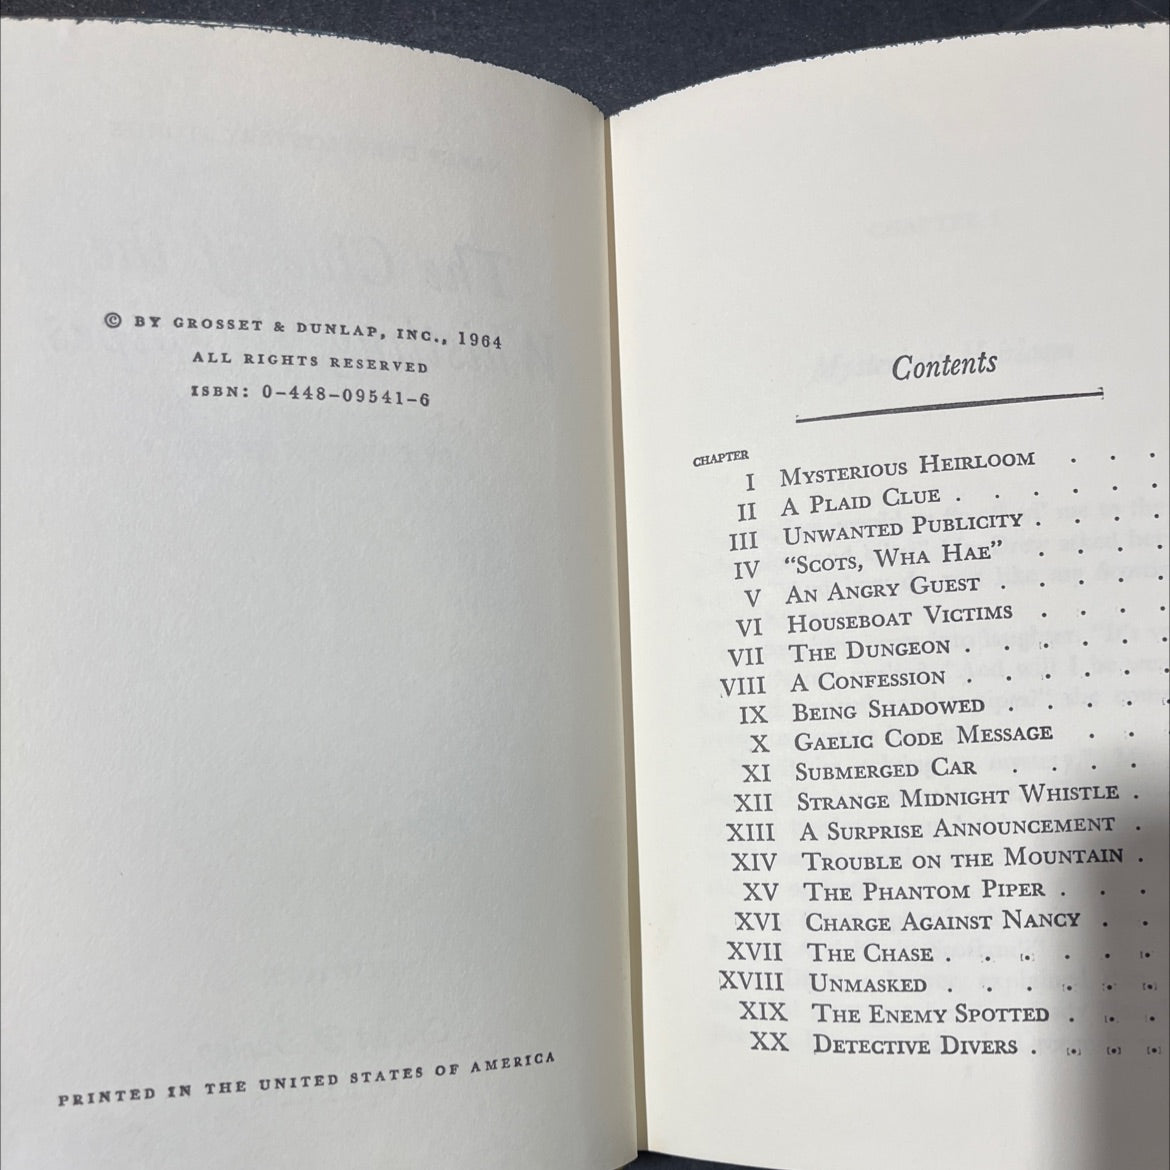 © BY GROSSET & DUNLAP, INC., 1964
ALL RIGHTS RESERVED
ISBN: 0-448-09541-6
PRINTED IN THE UNITED STATES OF AMERICA
Contents
CHAPTER
I MYSTERIOUS HEIRLOOM . . .
II A PLAID CLUE . . . . . .
III UNWANTED PUBLICITY . . . .
IV “SCOTS, WHA HAE” . . . .
V AN ANGRY GUEST . . . . .
VI HOUSEBOAT VICTIMS . . . .
VII THE DUNGEON . . . . . .
VIII A CONFESSION . . . . . .
IX BEING SHADOWED . . . .
X GAELIC CODE MESSAGE . .
XI SUBMERGED CAR . . . .
XII STRANGE MIDNIGHT WHISTLE .
XIII A SURPRISE ANNOUNCEMENT .
XIV TROUBLE ON THE MOUNTAIN .
XV THE PHANTOM PIPER . . .
XVI CHARGE AGAINST NANCY . .
XVII THE CHASE . . . . . .
XVIII UNMASKED . . . . . .
XIX THE ENEMY SPOTTED . . .
XX DETECTIVE DIVERS . . . .